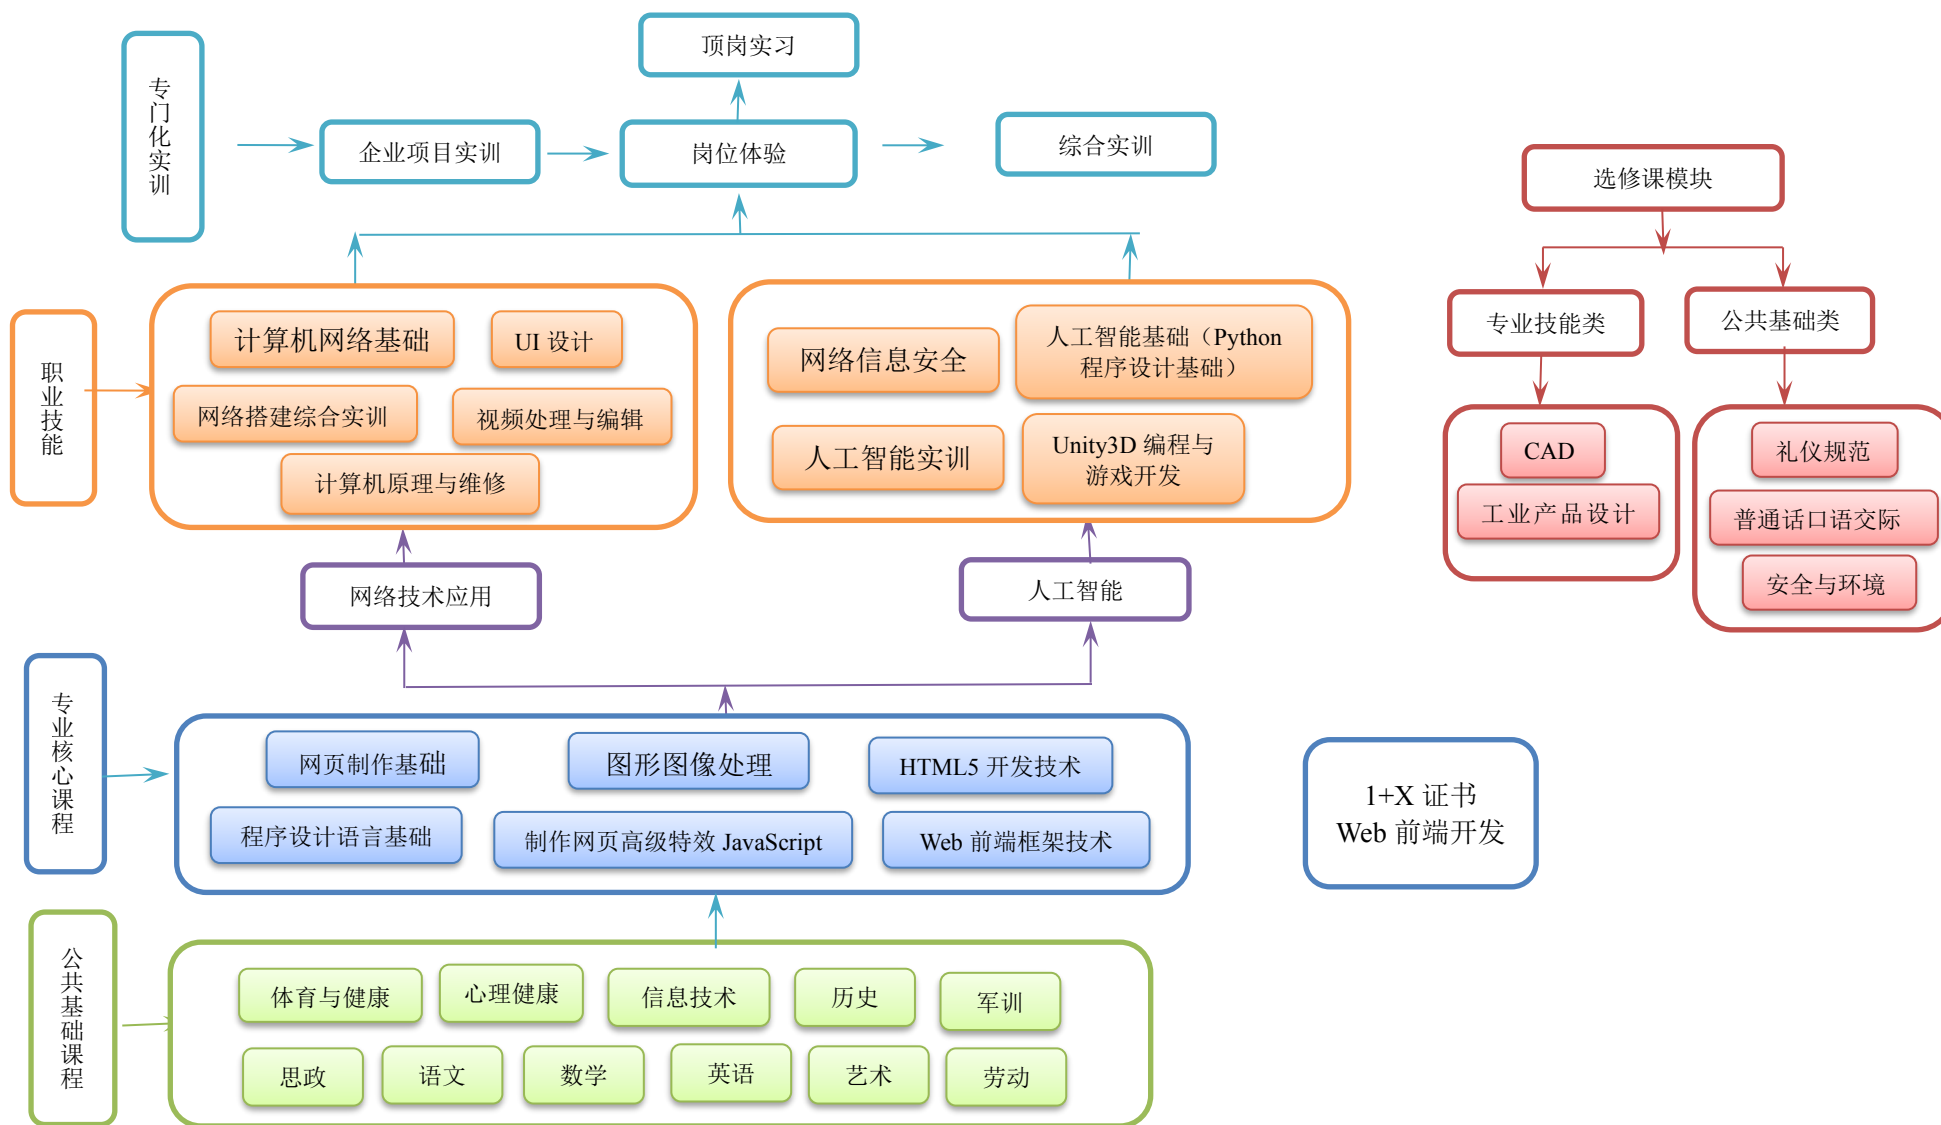 顶岗实习
专门化实训
企业项目实训
岗位体验
综合实训
选修课模块
专业技能类
公共基础类
职业技能
计算机网络基础
UI 设计
网络搭建综合实训
视频处理与编辑
计算机原理与维修
网络信息安全
人工智能基础（Python
程序设计基础）
人工智能实训
Unity3D 编程与
游戏开发
CAD
工业产品设计
礼仪规范
普通话口语交际
安全与环境
网络技术应用
人工智能
专业核心课程
网页制作基础
图形图像处理
HTML5 开发技术
程序设计语言基础
制作网页高级特效 JavaScript
Web 前端框架技术
1+X 证书
Web 前端开发
公共基础课程
体育与健康
心理健康
信息技术
历史
军训
思政
语文
数学
英语
艺术
劳动